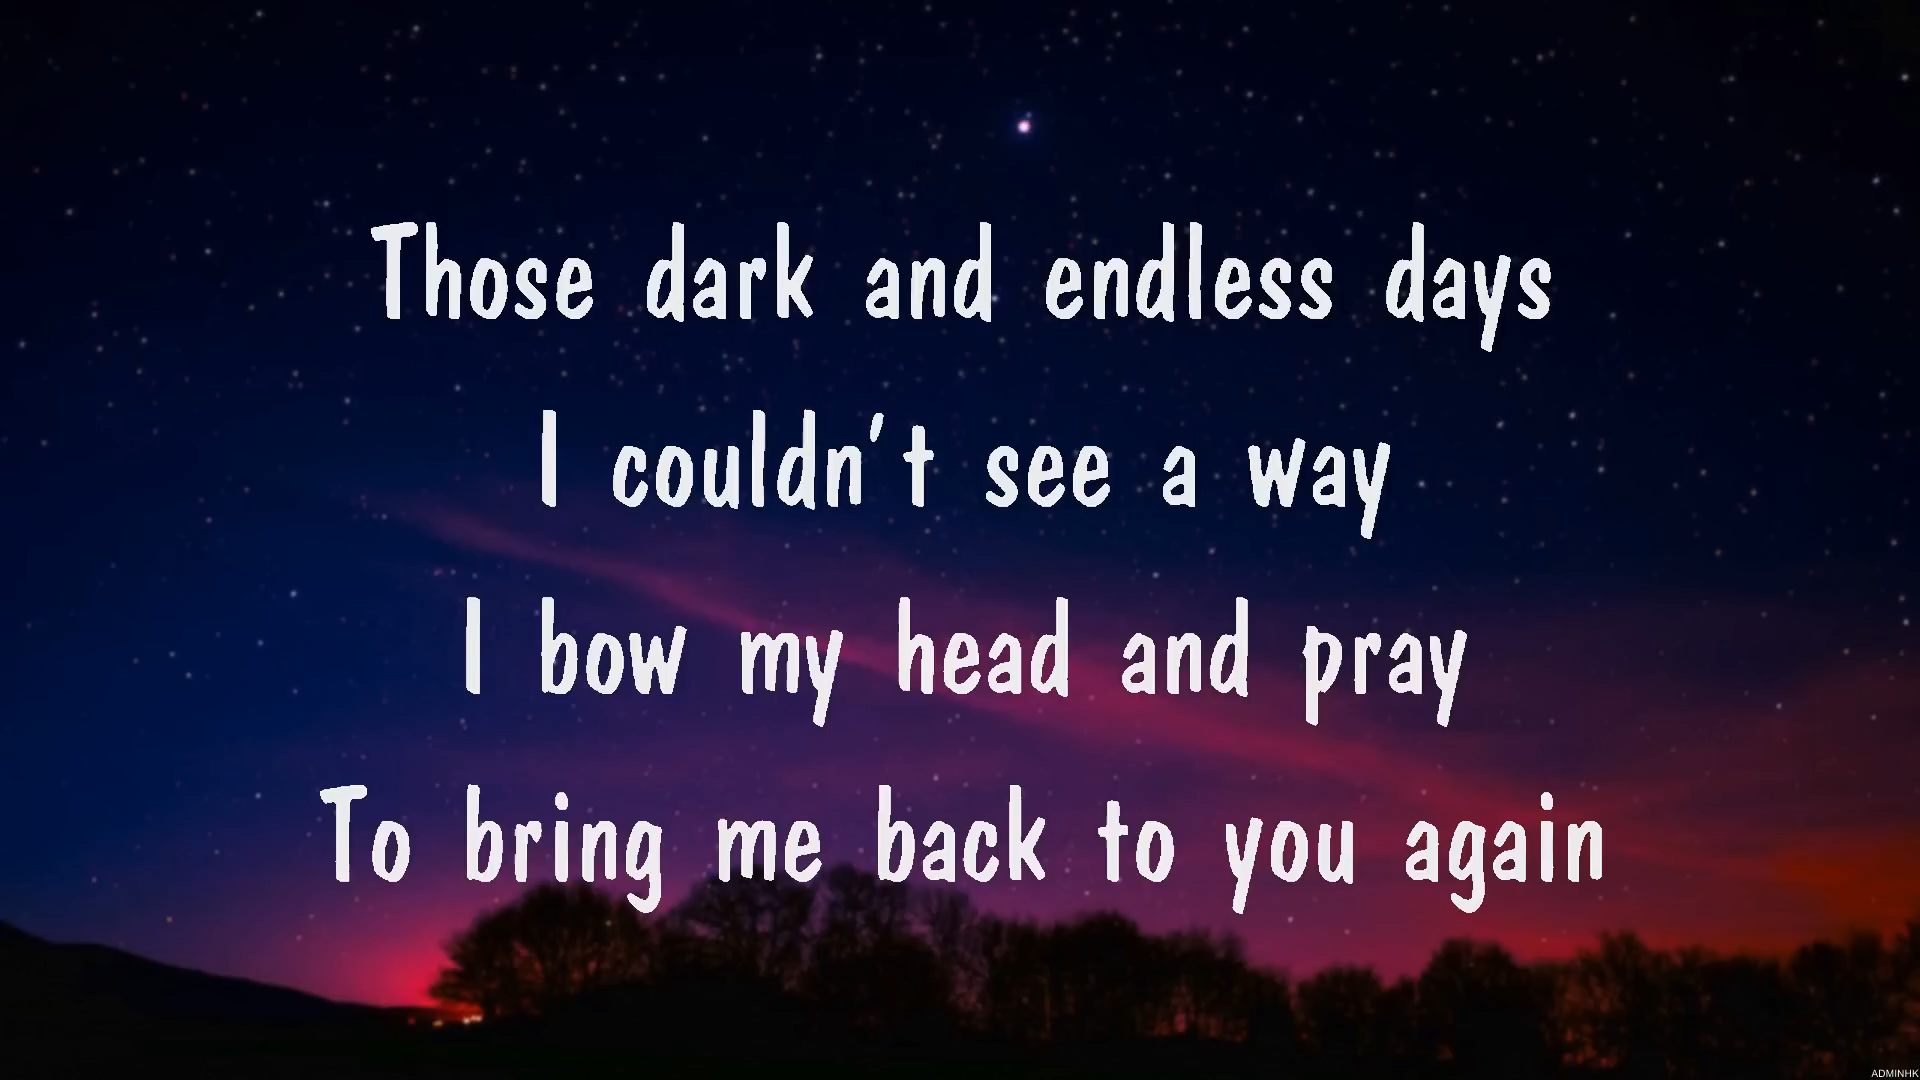 Those dark and endless days
I couldn't see a way
I bow my head and pray
To bring me back to you again
ADMINHK